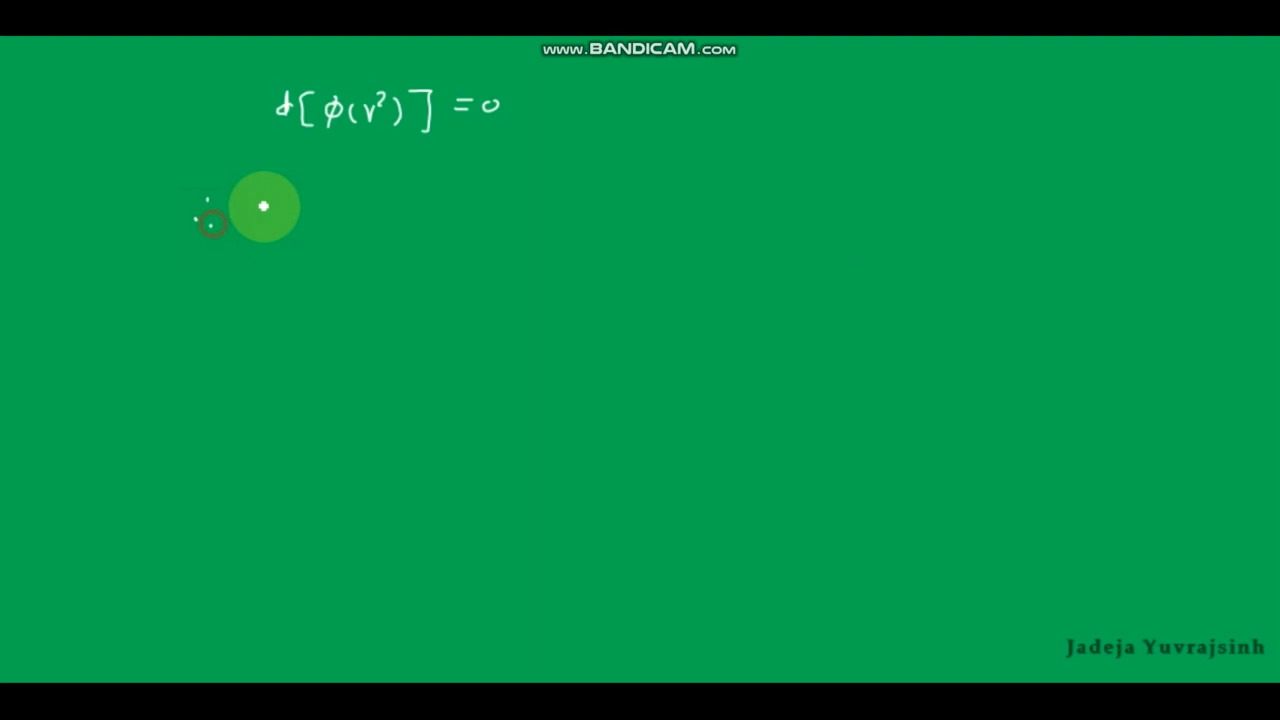 www.BANDICAM.com
d[φ(v²)] = 0
∴
Jadeja Yuvrajsinh